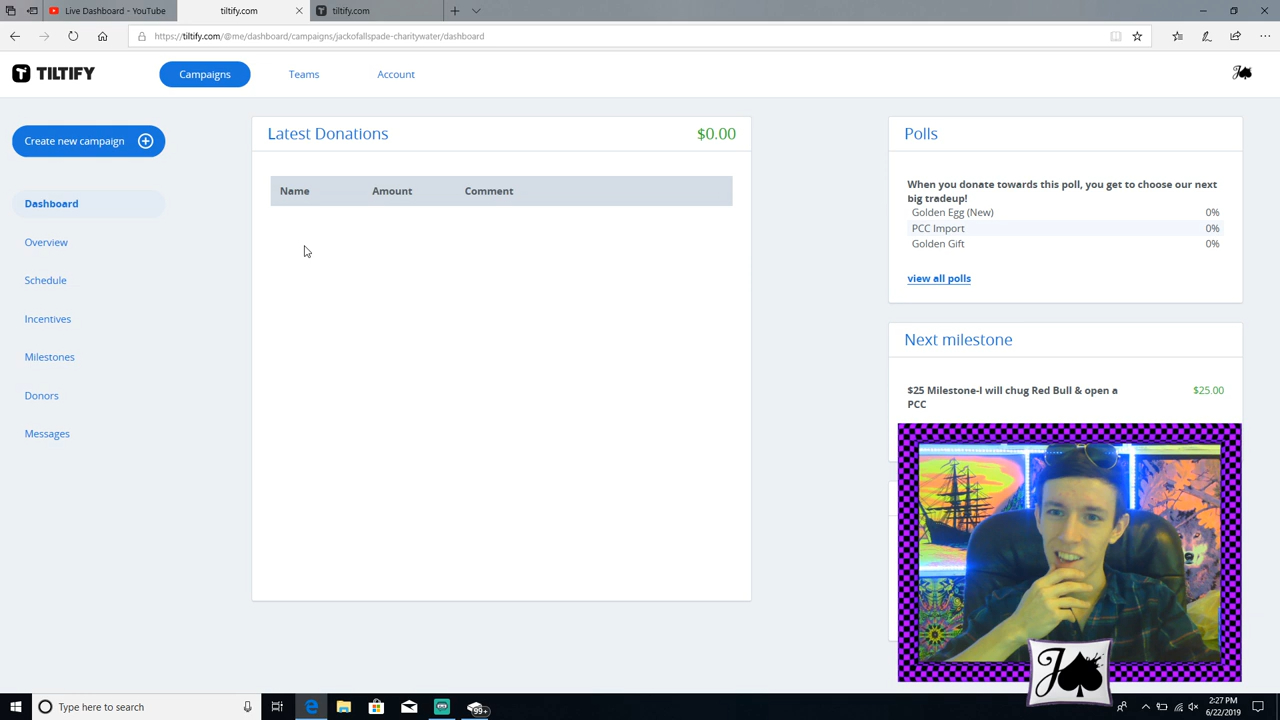 Live Dashboard - YouTube
tiltify.com
tiltify.com
https://tiltify.com/@me/dashboard/campaigns/jackofallspade-charitywater/dashboard
TILTIFY
Campaigns
Teams
Account
Create new campaign
Dashboard
Overview
Schedule
Incentives
Milestones
Donors
Messages
Latest Donations
$0.00
Name Amount Comment
Polls
When you donate towards this poll, you get to choose our next
big tradeup!
Golden Egg (New) 0%
PCC Import 0%
Golden Gift 0%
view all polls
Next milestone
$25 Milestone-I will chug Red Bull & open a
PCC
$25.00
J
Type here to search
99+
2:27 PM
6/22/2019